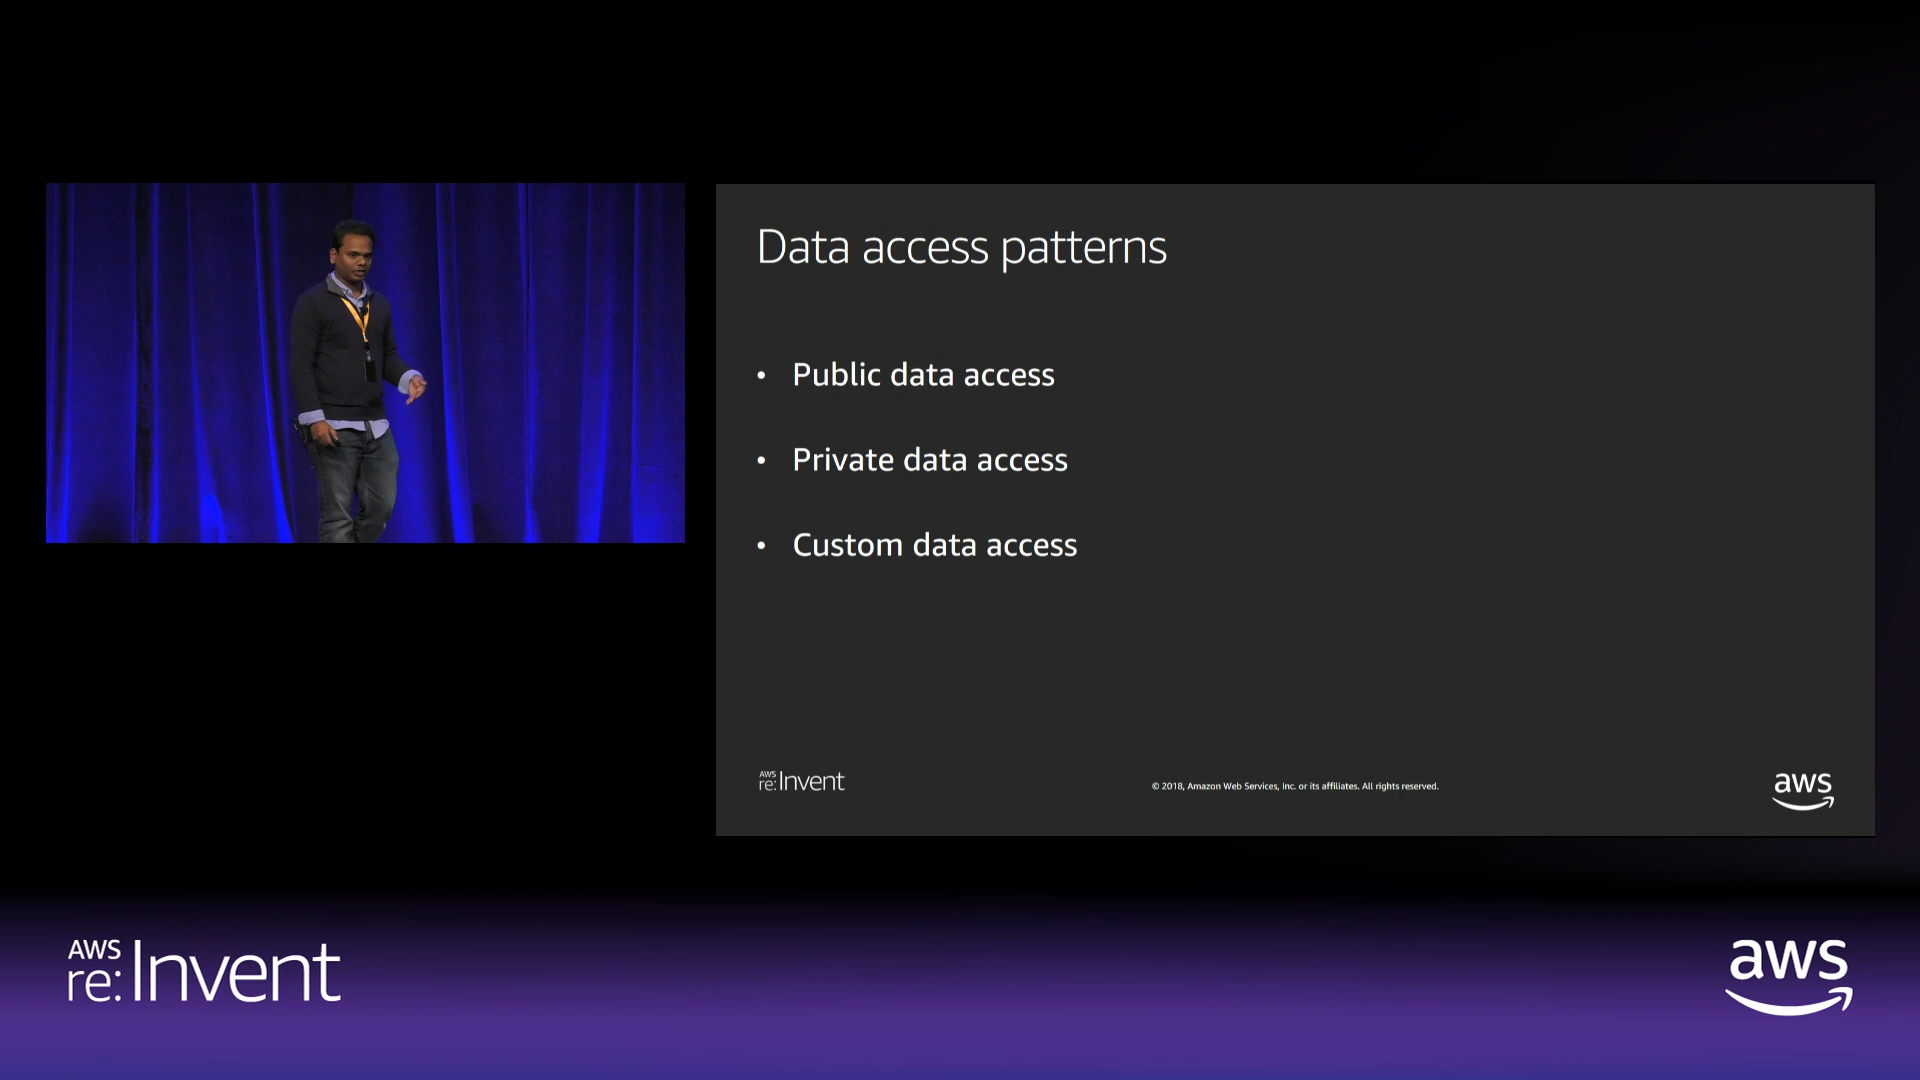 Data access patterns
• Public data access
• Private data access
• Custom data access
AWS
re:Invent
© 2018, Amazon Web Services, Inc. or its affiliates. All rights reserved.
aws
AWS
re:Invent
aws